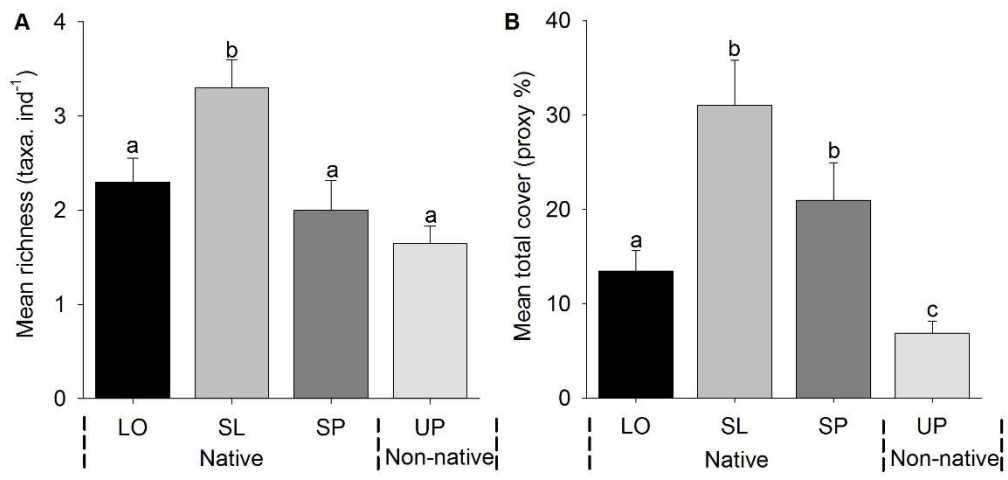 A
Mean richness (taxa. ind⁻¹)
4
3
2
1
0
a
b
a
a
LO SL SP UP
Native Non-native
B
Mean total cover (proxy %)
40
30
20
10
0
a
b
b
c
LO SL SP UP
Native Non-native